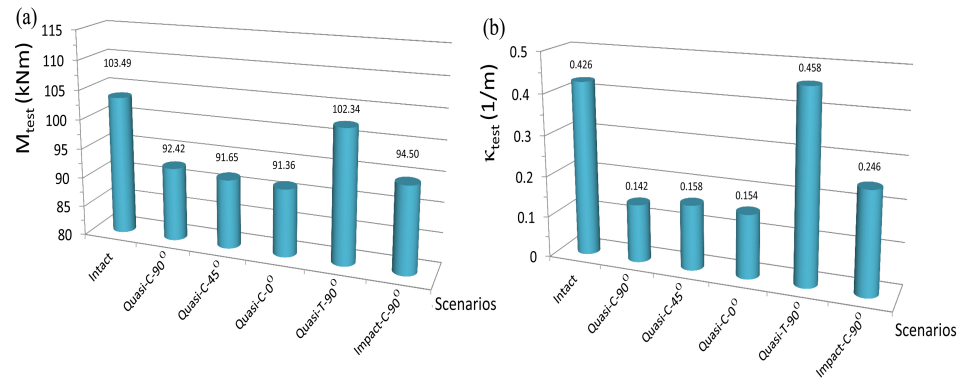 (a)
M_test (kNm)
115
110
105
100
95
90
85
80
103.49
92.42
91.65
91.36
102.34
94.50
Intact
Quasi-C-90°
Quasi-C-45°
Quasi-C-0°
Quasi-T-90°
Impact-C-90°
Scenarios
(b)
κ_test (1/m)
0.5
0.4
0.3
0.2
0.1
0
0.426
0.142
0.158
0.154
0.458
0.246
Intact
Quasi-C-90°
Quasi-C-45°
Quasi-C-0°
Quasi-T-90°
Impact-C-90°
Scenarios